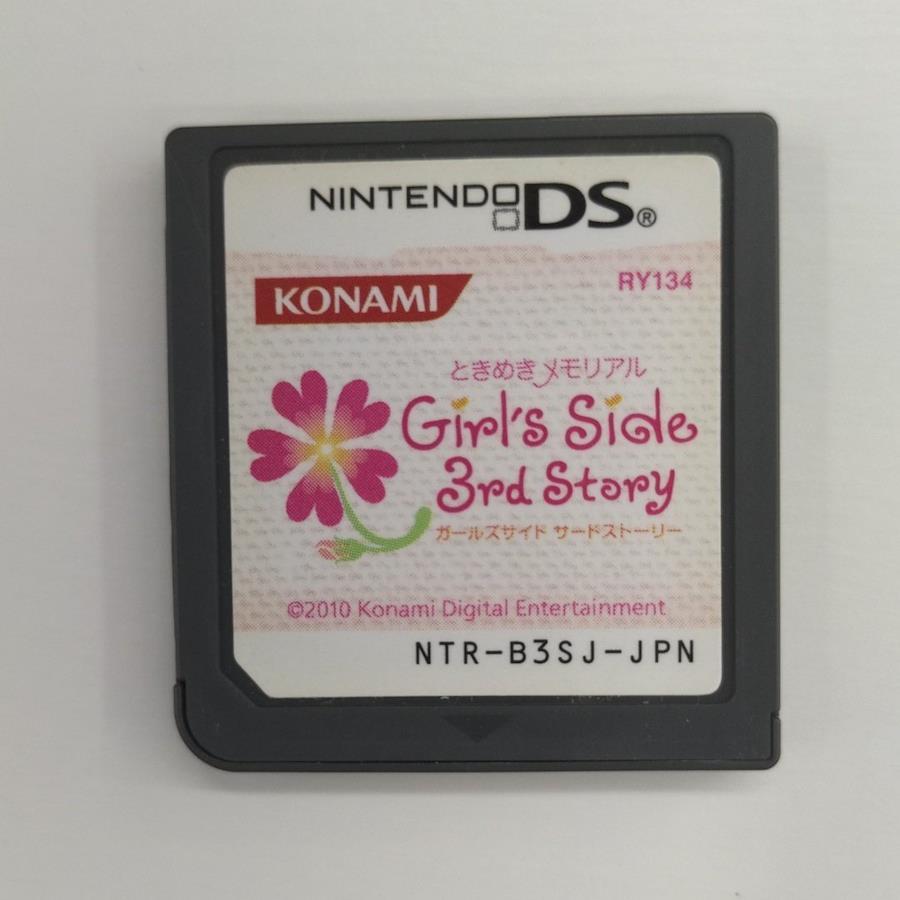 NINTENDO DS®
RY134
KONAMI
ときめきメモリアル
Girl's Side
3rd Story
ガールズサイド サードストーリー
©2010 Konami Digital Entertainment
NTR-B3SJ-JPN